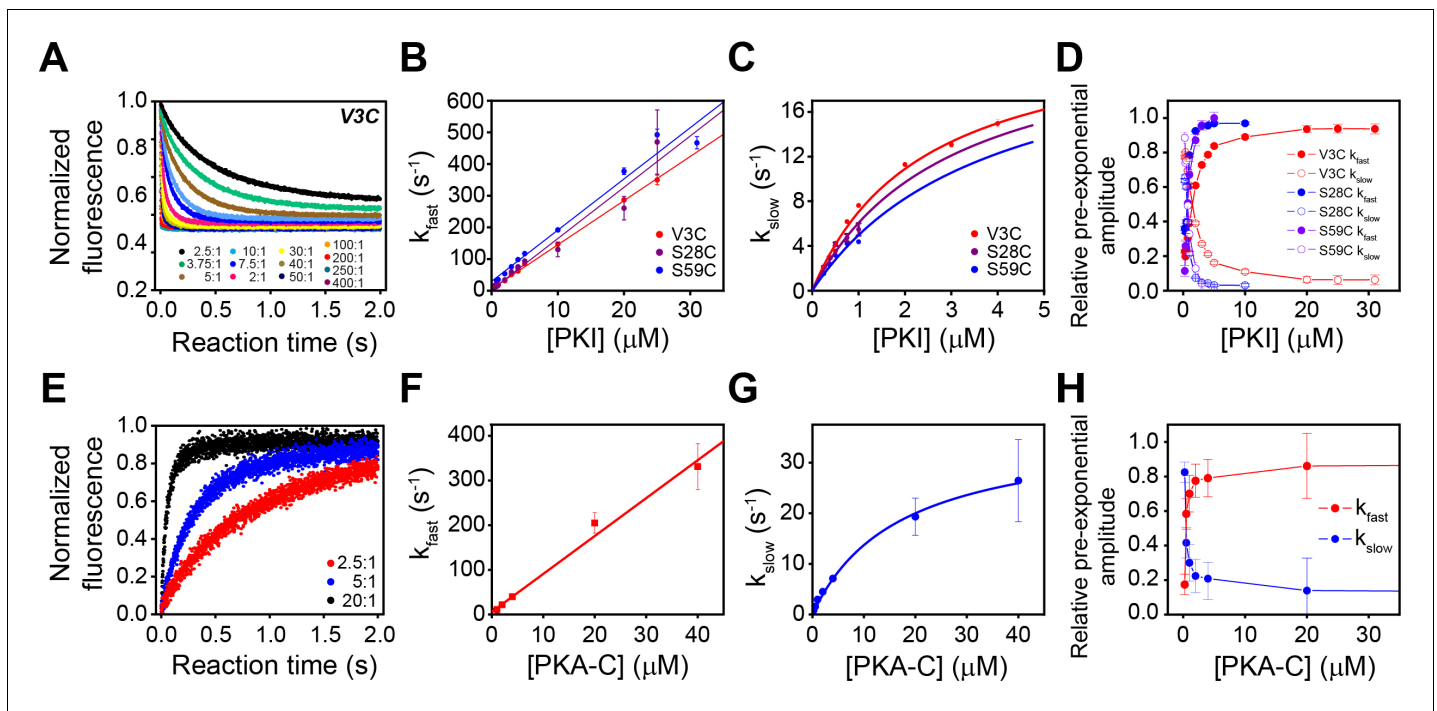 A
Normalized
fluorescence
1.0
0.8
0.6
0.4
0.2
V3C
2.5:1 10:1 30:1 100:1
3.75:1 7.5:1 40:1 200:1
5:1 2:1 50:1 250:1
400:1
0.0 0.5 1.0 1.5 2.0
Reaction time (s)
B
kfast (s-1)
600
500
400
300
200
100
0
V3C
S28C
S59C
0 10 20 30
[PKI] (μM)
C
kslow (s-1)
16
12
8
4
0
V3C
S28C
S59C
0 1 2 3 4 5
[PKI] (μM)
D
Relative pre-exponential
amplitude
1.0
0.8
0.6
0.4
0.2
0.0
V3C kfast
V3C kslow
S28C kfast
S28C kslow
S59C kfast
S59C kslow
0 10 20 30
[PKI] (μM)
E
Normalized
fluorescence
1.0
0.8
0.6
0.4
0.2
0.0
2.5:1
5:1
20:1
0.0 0.5 1.0 1.5 2.0
Reaction time (s)
F
kfast (s-1)
400
300
200
100
0
0 10 20 30 40
[PKA-C] (μM)
G
kslow (s-1)
30
20
10
0
0 10 20 30 40
[PKA-C] (μM)
H
Relative pre-exponential
amplitude
1.0
0.8
0.6
0.4
0.2
0.0
kfast
kslow
0 10 20 30
[PKA-C] (μM)